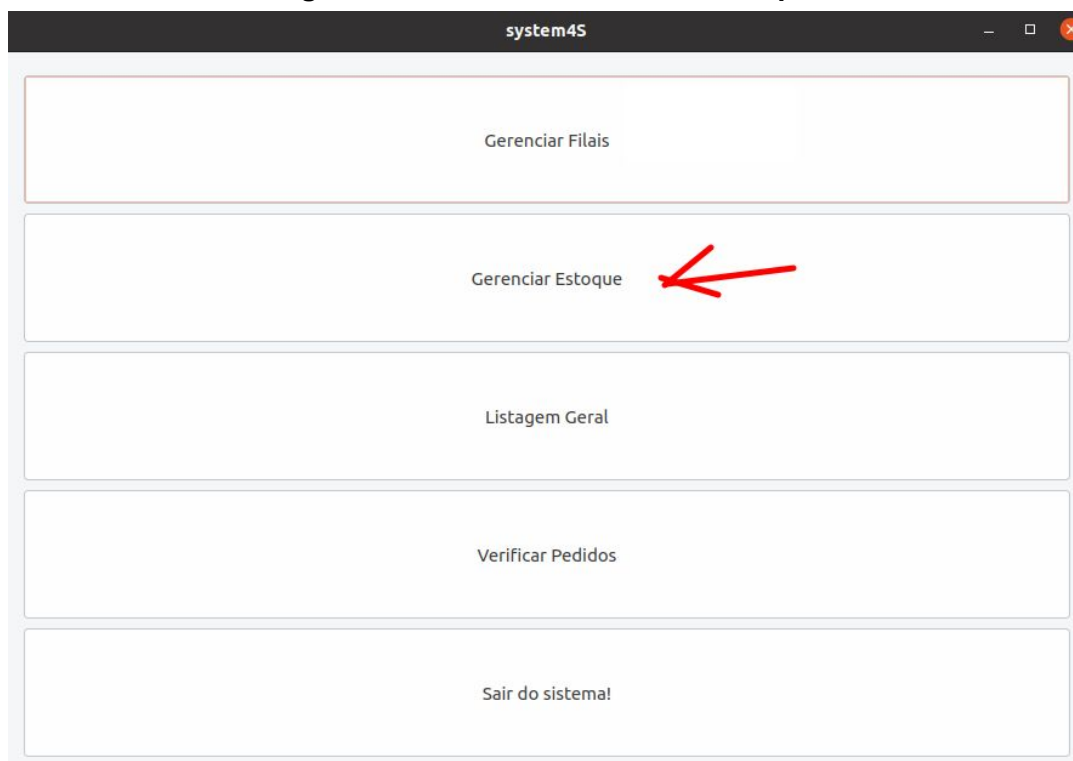 system4S
Gerenciar Filais
Gerenciar Estoque
Listagem Geral
Verificar Pedidos
Sair do sistema!